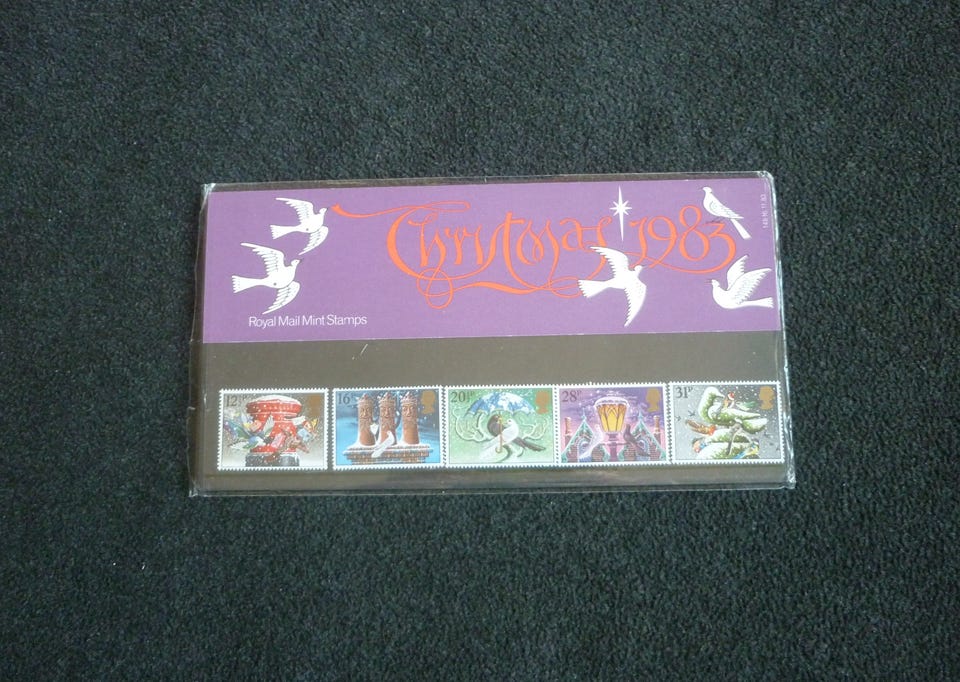 Christmas 1983
Royal Mail Mint Stamps
12½P
16P
20½P
28P
31P